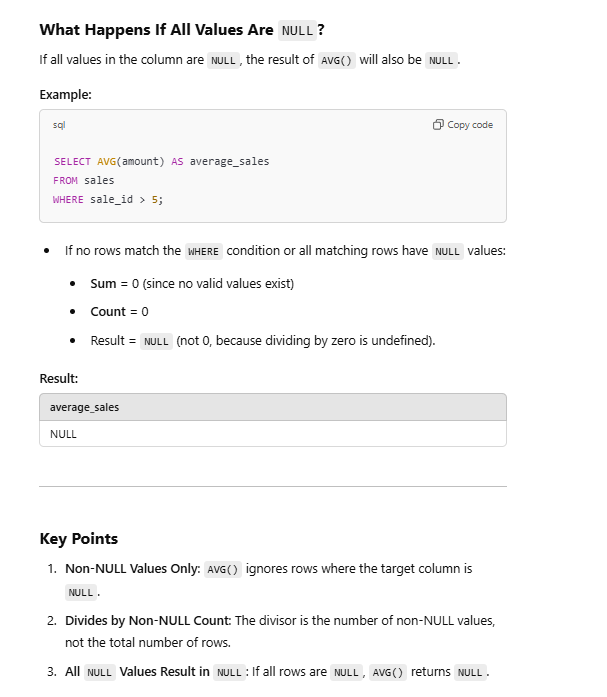 What Happens If All Values Are NULL?
If all values in the column are NULL, the result of AVG() will also be NULL.
Example:
sql
Copy code
SELECT AVG(amount) AS average_sales
FROM sales
WHERE sale_id > 5;
• If no rows match the WHERE condition or all matching rows have NULL values:
• Sum = 0 (since no valid values exist)
• Count = 0
• Result = NULL (not 0, because dividing by zero is undefined).
Result:
average_sales
NULL
Key Points
1. Non-NULL Values Only: AVG() ignores rows where the target column is
NULL.
2. Divides by Non-NULL Count: The divisor is the number of non-NULL values,
not the total number of rows.
3. All NULL Values Result in NULL: If all rows are NULL, AVG() returns NULL.